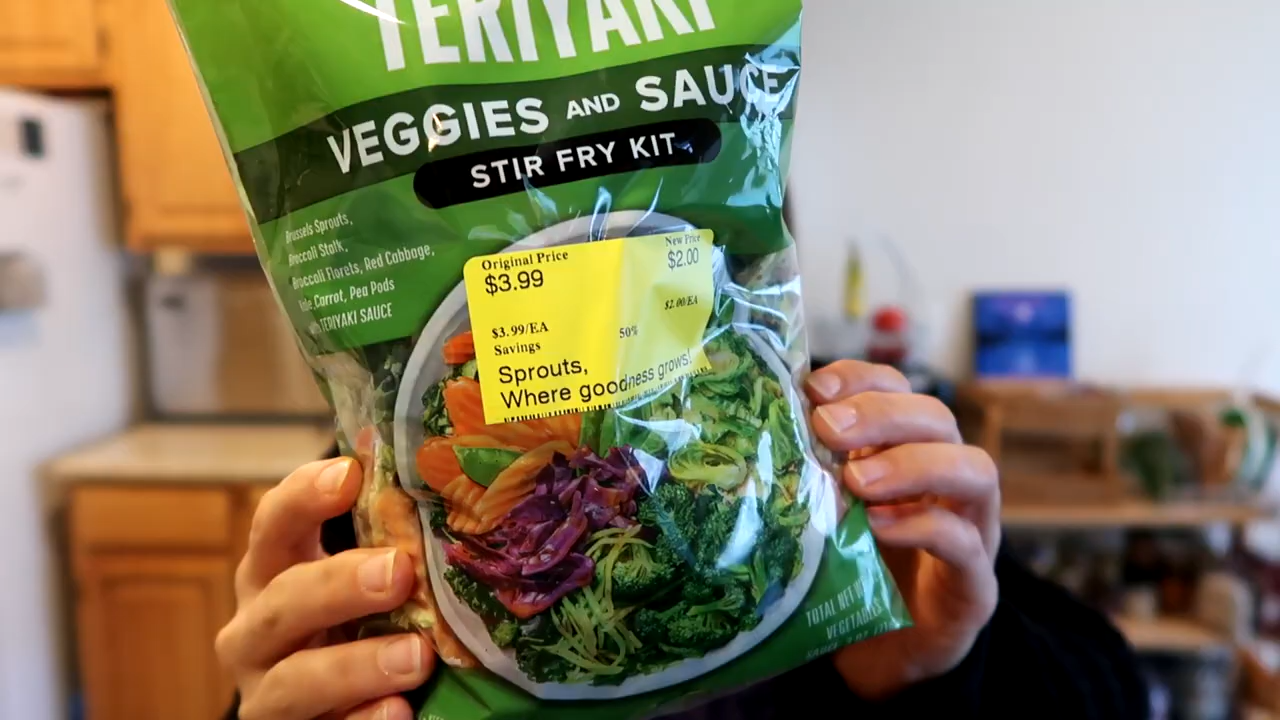 TERIYAKI
VEGGIES AND SAUCE
STIR FRY KIT
Brussels Sprouts,
Broccoli Stalk,
Broccoli Florets, Red Cabbage,
Kale, Carrot, Pea Pods
TERIYAKI SAUCE
Original Price
$3.99
New Price
$2.00
$2.00/EA
$3.99/EA
Savings
50%
Sprouts,
Where goodness grows!
TOTAL NET
VEGETABLES
SAUCE